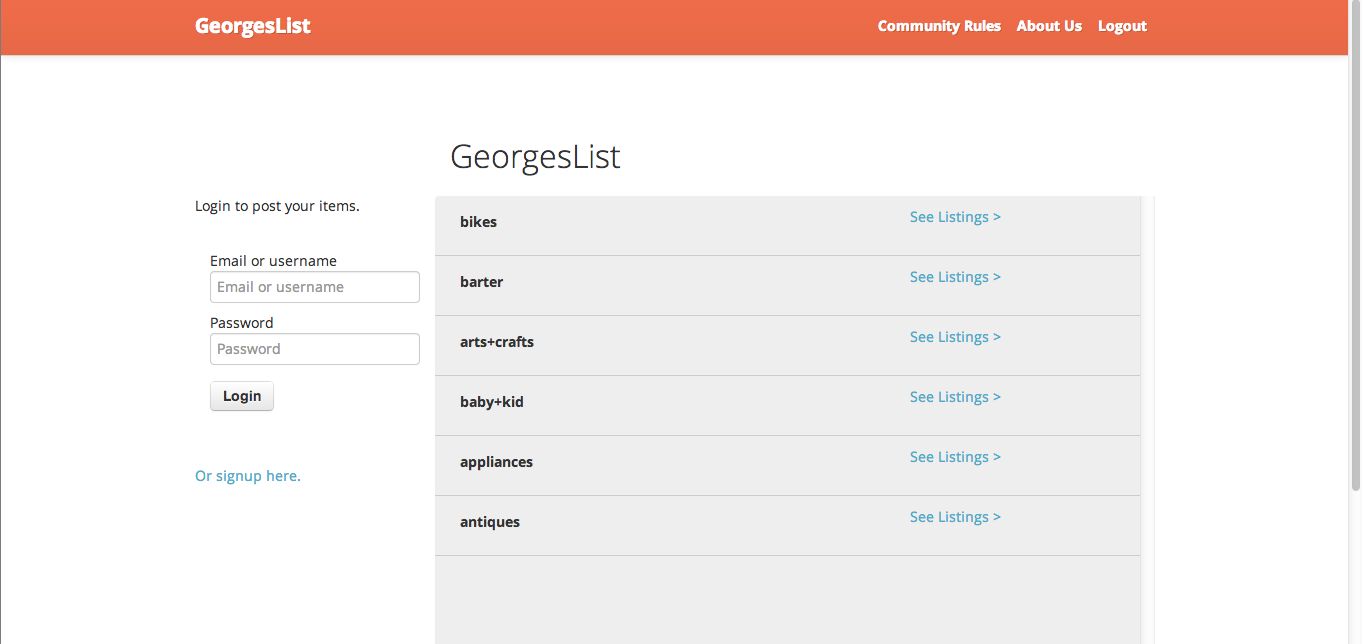 GeorgesList
Community Rules About Us Logout
GeorgesList
Login to post your items.
Email or username
Email or username
Password
Password
Login
Or signup here.
bikes See Listings >
barter See Listings >
arts+crafts See Listings >
baby+kid See Listings >
appliances See Listings >
antiques See Listings >